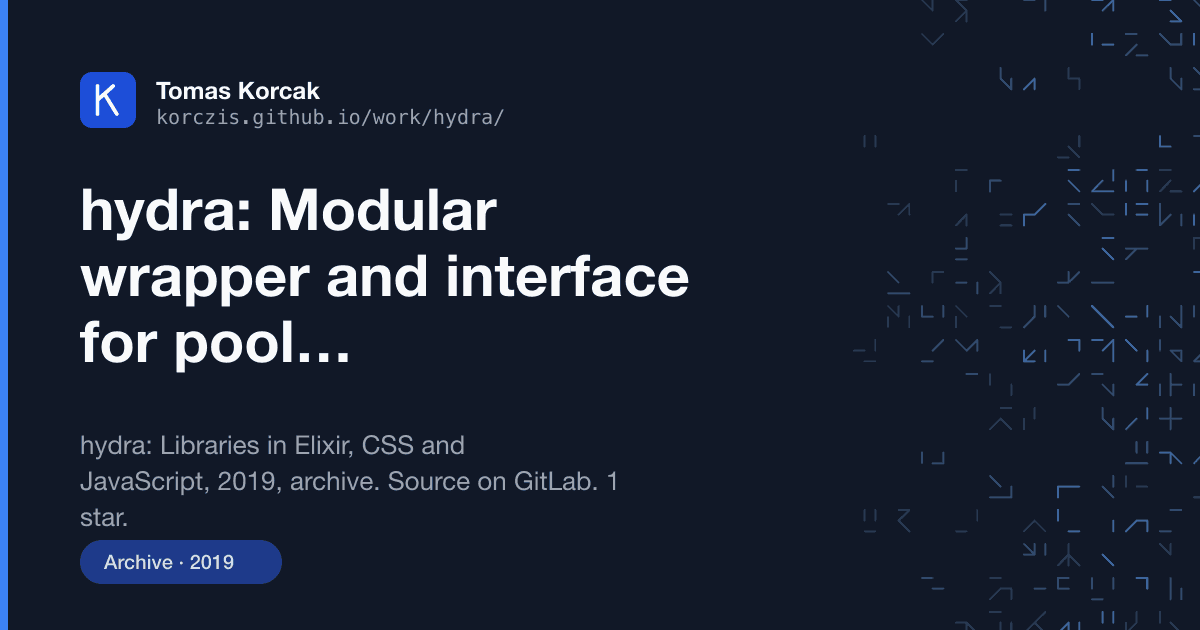 K
Tomas Korcak
korczis.github.io/work/hydra/
hydra: Modular
wrapper and interface
for pool...
hydra: Libraries in Elixir, CSS and
JavaScript, 2019, archive. Source on GitLab. 1
star.
Archive · 2019